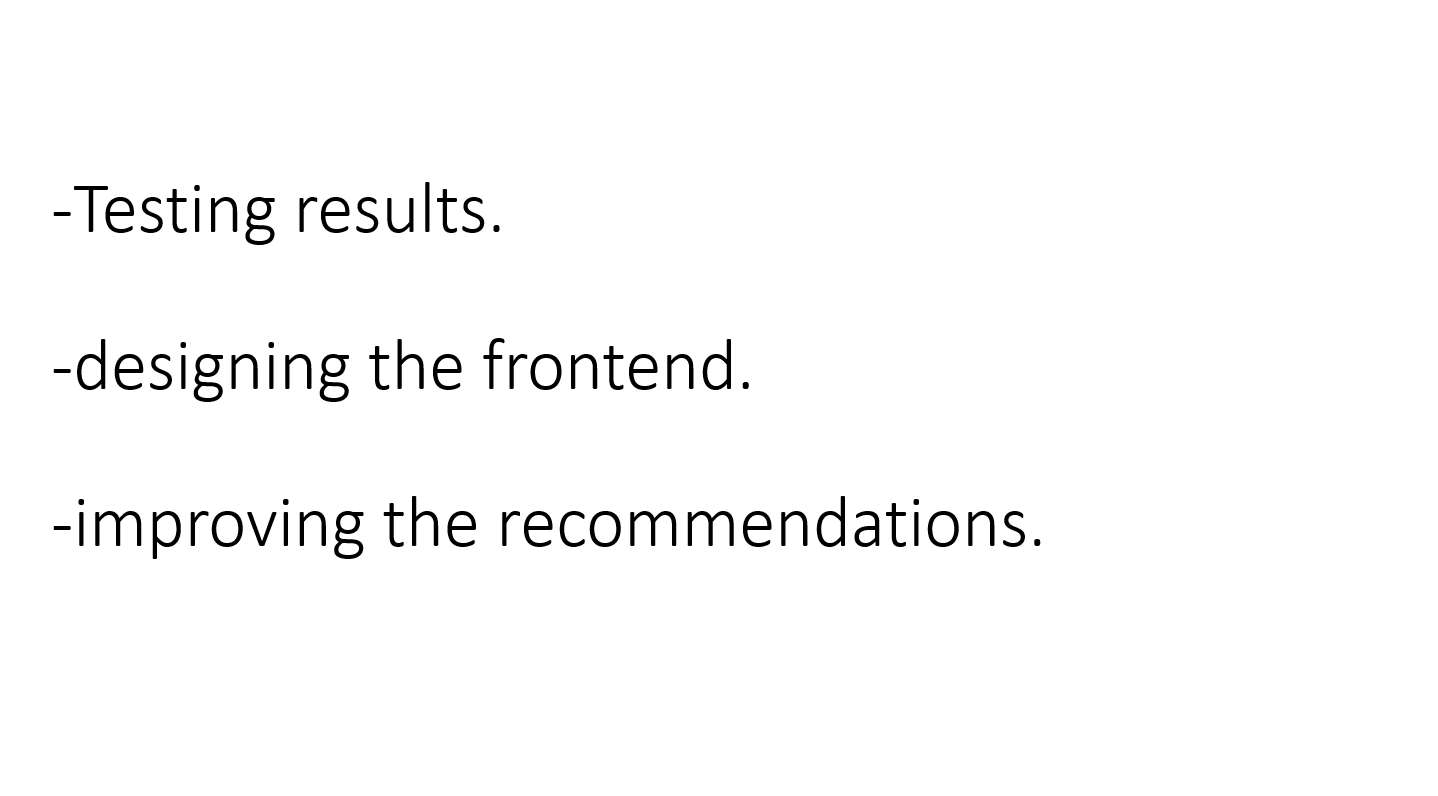 -Testing results.
-designing the frontend.
-improving the recommendations.